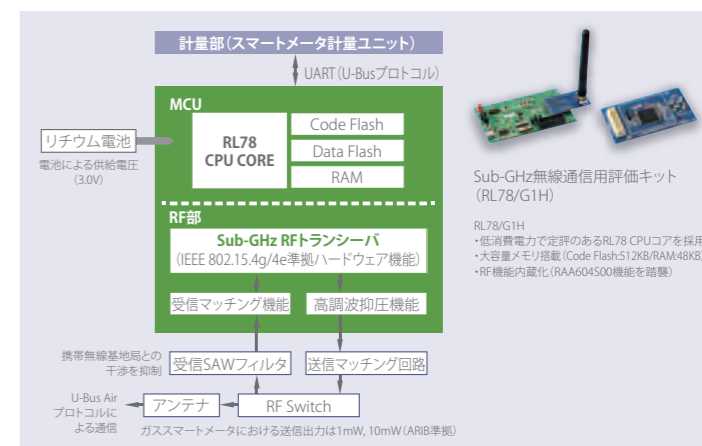 計量部(スマートメータ計量ユニット)
UART(U-Busプロトコル)
MCU
RL78
CPU CORE
Code Flash
Data Flash
RAM
リチウム電池
電池による供給電圧
(3.0V)
RF部
Sub-GHz RFトランシーバ
(IEEE 802.15.4g/4e準拠ハードウェア機能)
受信マッチング機能
高調波抑圧機能
携帯無線基地局との
干渉を抑制
受信SAWフィルタ
送信マッチング回路
U-Bus Air
プロトコルに
よる通信
アンテナ
RF Switch
ガススマートメータにおける送信出力は1mW, 10mW(ARIB準拠)
Sub-GHz無線通信用評価キット
(RL78/G1H)
RL78/G1H
・低消費電力で定評のあるRL78 CPUコアを採用
・大容量メモリ搭載(Code Flash:512KB/RAM:48KB)
・RF機能内蔵化(RAA604S00機能を踏襲)